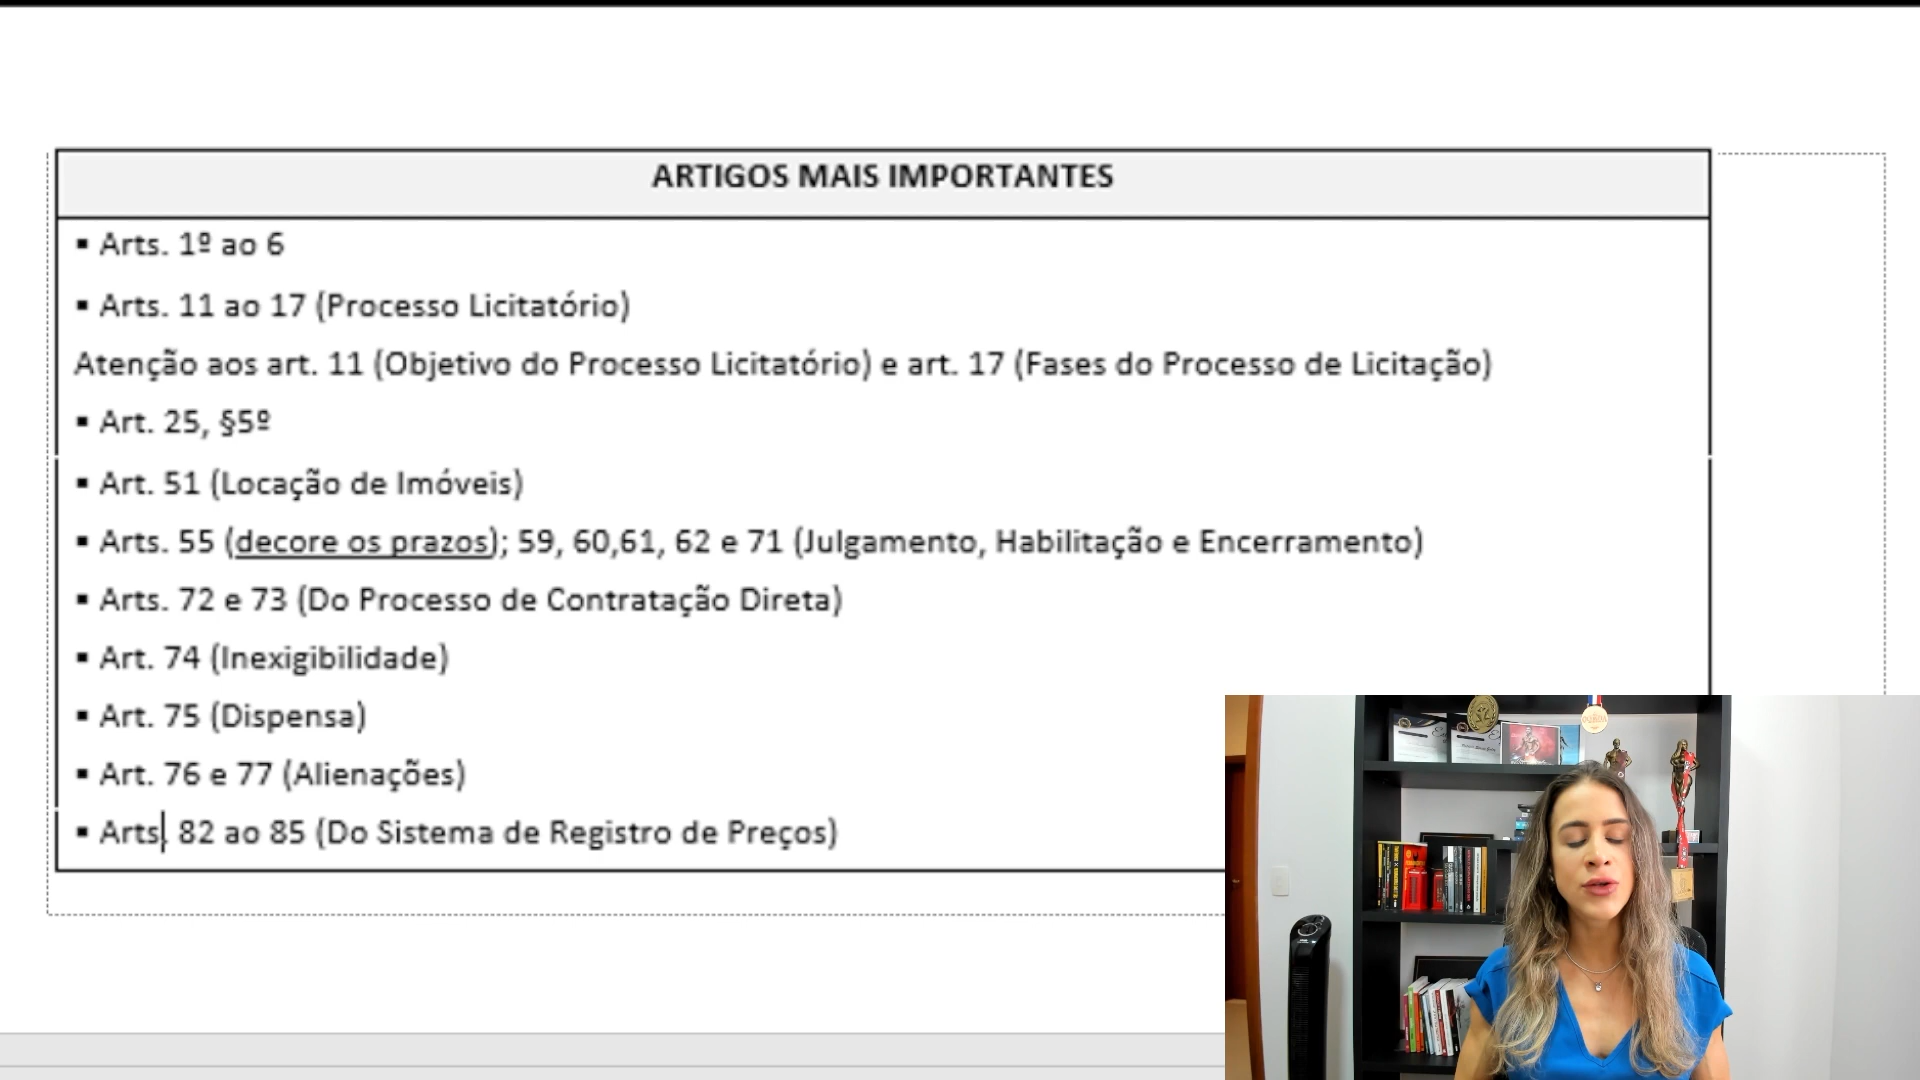 ARTIGOS MAIS IMPORTANTES
▪ Arts. 1º ao 6
▪ Arts. 11 ao 17 (Processo Licitatório)
Atenção aos art. 11 (Objetivo do Processo Licitatório) e art. 17 (Fases do Processo de Licitação)
▪ Art. 25, §5º
▪ Art. 51 (Locação de Imóveis)
▪ Arts. 55 (decore os prazos); 59, 60,61, 62 e 71 (Julgamento, Habilitação e Encerramento)
▪ Arts. 72 e 73 (Do Processo de Contratação Direta)
▪ Art. 74 (Inexigibilidade)
▪ Art. 75 (Dispensa)
▪ Art. 76 e 77 (Alienações)
▪ Arts. 82 ao 85 (Do Sistema de Registro de Preços)